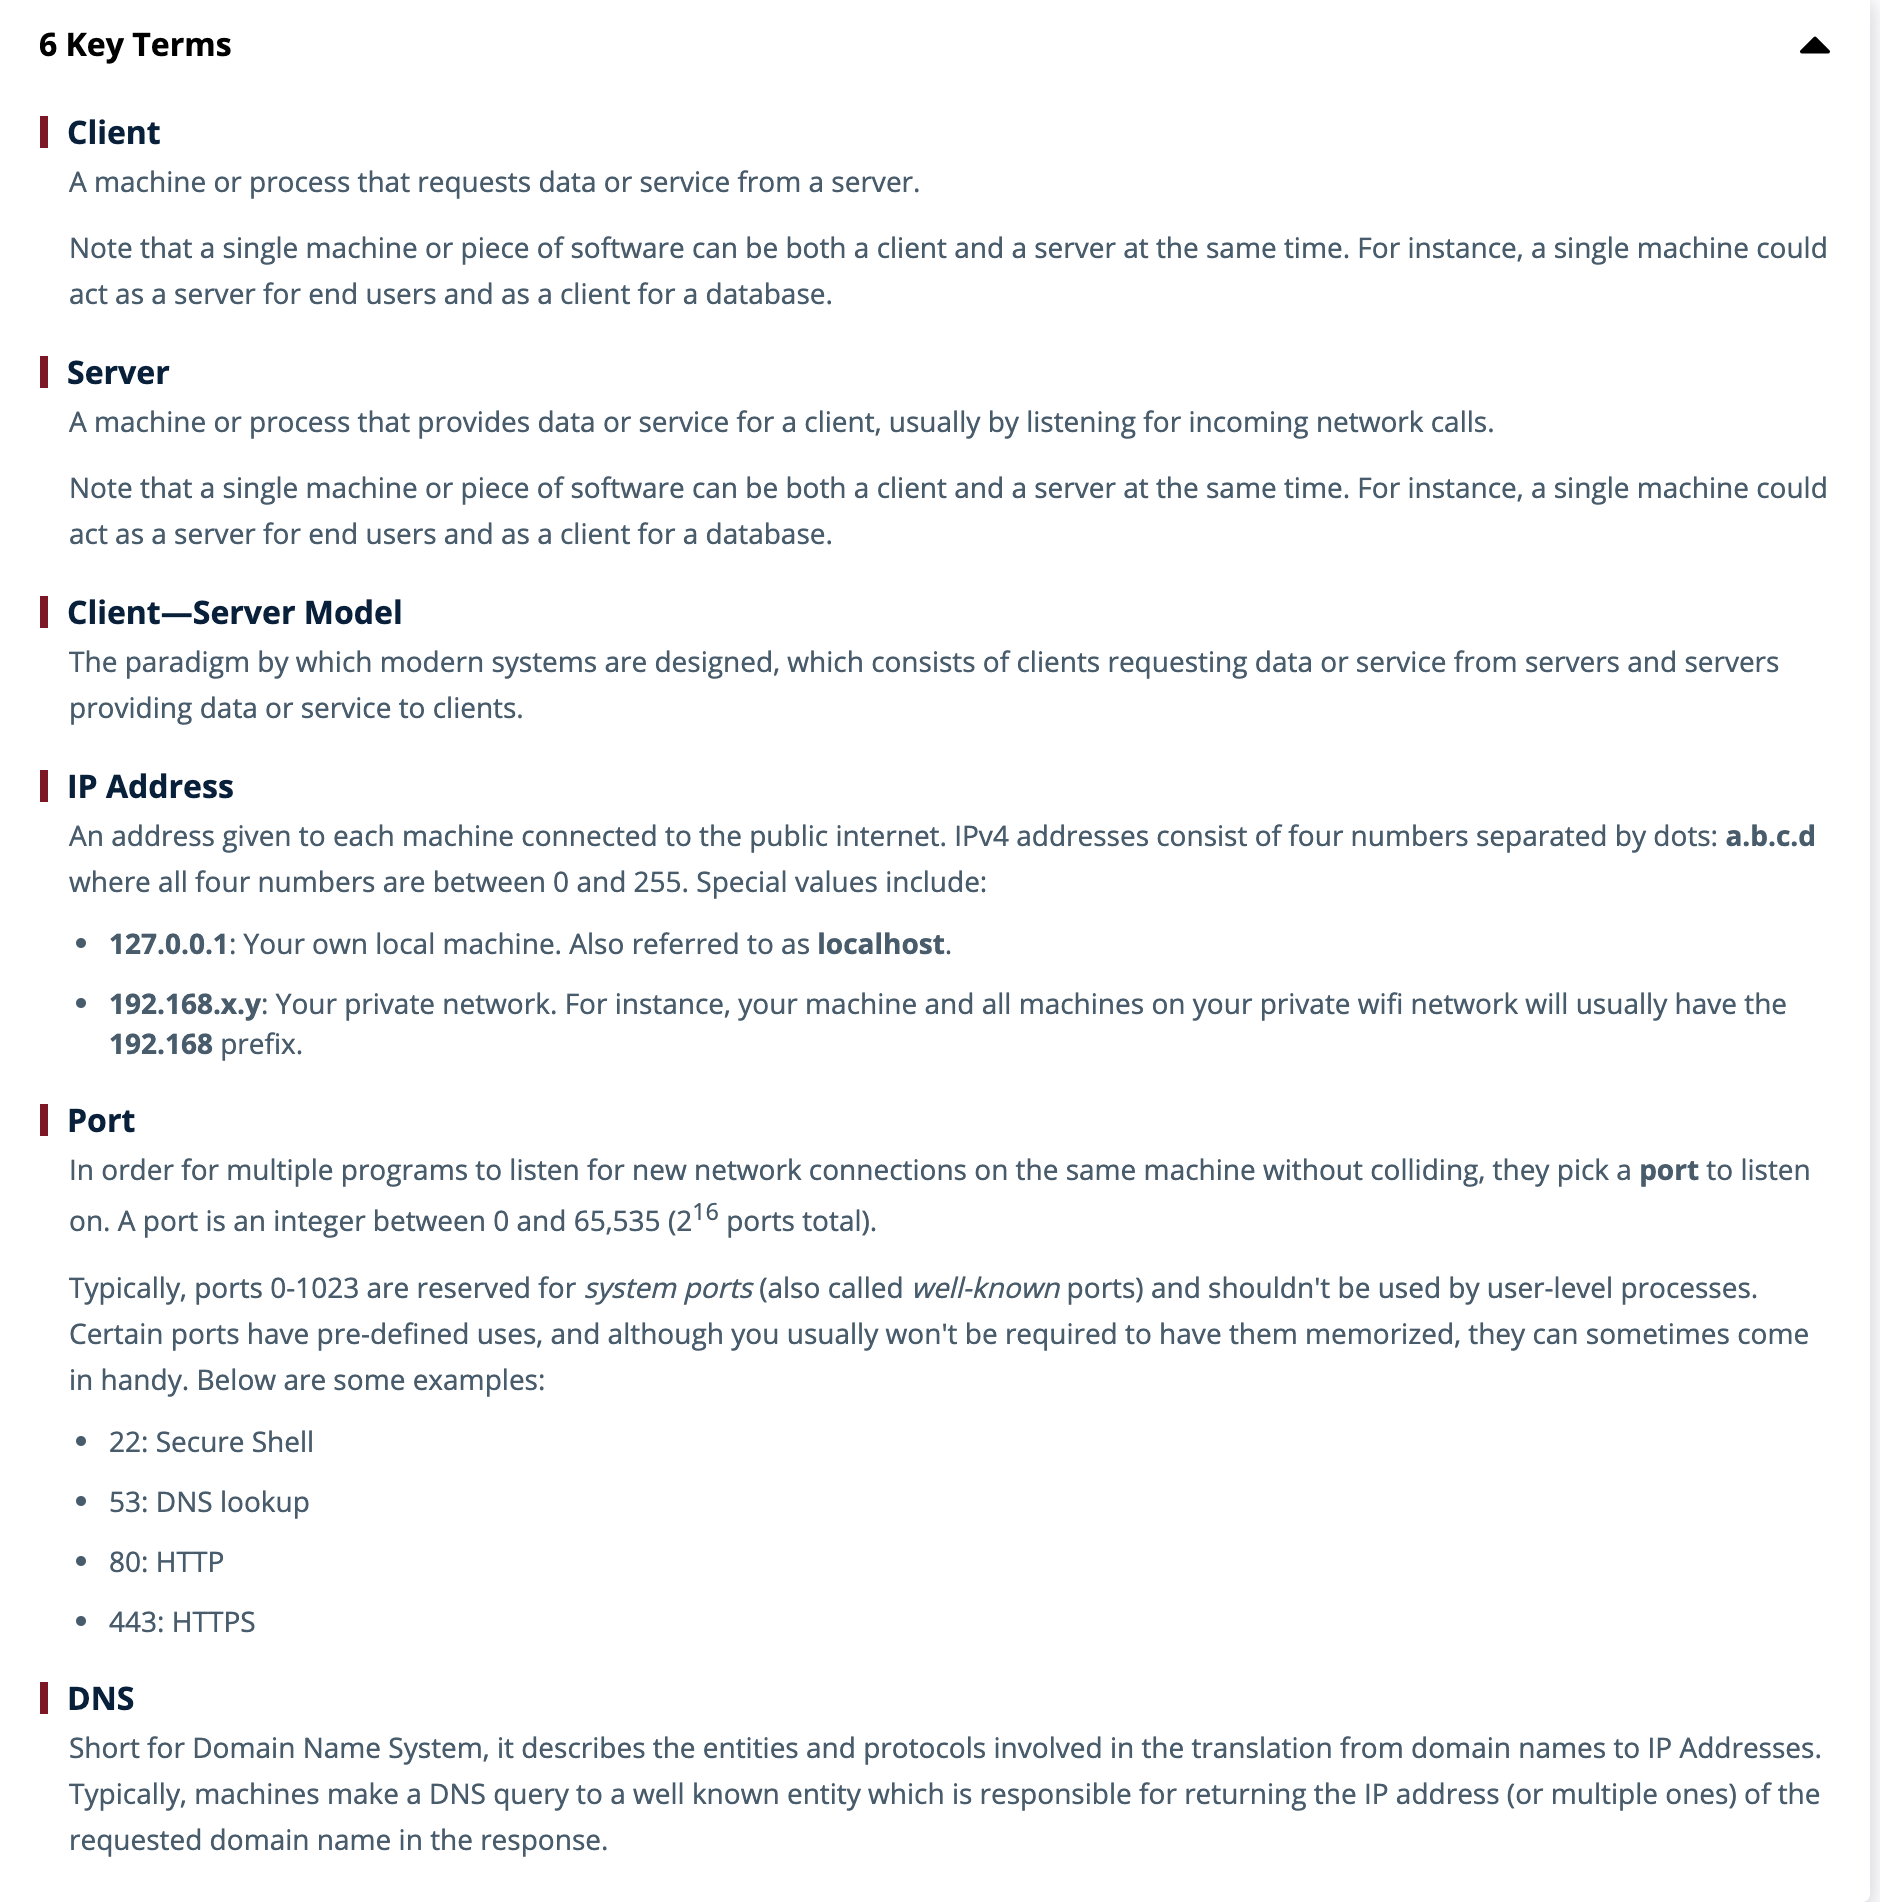 6 Key Terms
Client
A machine or process that requests data or service from a server.
Note that a single machine or piece of software can be both a client and a server at the same time. For instance, a single machine could
act as a server for end users and as a client for a database.
Server
A machine or process that provides data or service for a client, usually by listening for incoming network calls.
Note that a single machine or piece of software can be both a client and a server at the same time. For instance, a single machine could
act as a server for end users and as a client for a database.
Client—Server Model
The paradigm by which modern systems are designed, which consists of clients requesting data or service from servers and servers
providing data or service to clients.
IP Address
An address given to each machine connected to the public internet. IPv4 addresses consist of four numbers separated by dots: a.b.c.d
where all four numbers are between 0 and 255. Special values include:
• 127.0.0.1: Your own local machine. Also referred to as localhost.
• 192.168.x.y: Your private network. For instance, your machine and all machines on your private wifi network will usually have the
192.168 prefix.
Port
In order for multiple programs to listen for new network connections on the same machine without colliding, they pick a port to listen
on. A port is an integer between 0 and 65,535 (2¹⁶ ports total).
Typically, ports 0-1023 are reserved for system ports (also called well-known ports) and shouldn't be used by user-level processes.
Certain ports have pre-defined uses, and although you usually won't be required to have them memorized, they can sometimes come
in handy. Below are some examples:
• 22: Secure Shell
• 53: DNS lookup
• 80: HTTP
• 443: HTTPS
DNS
Short for Domain Name System, it describes the entities and protocols involved in the translation from domain names to IP Addresses.
Typically, machines make a DNS query to a well known entity which is responsible for returning the IP address (or multiple ones) of the
requested domain name in the response.